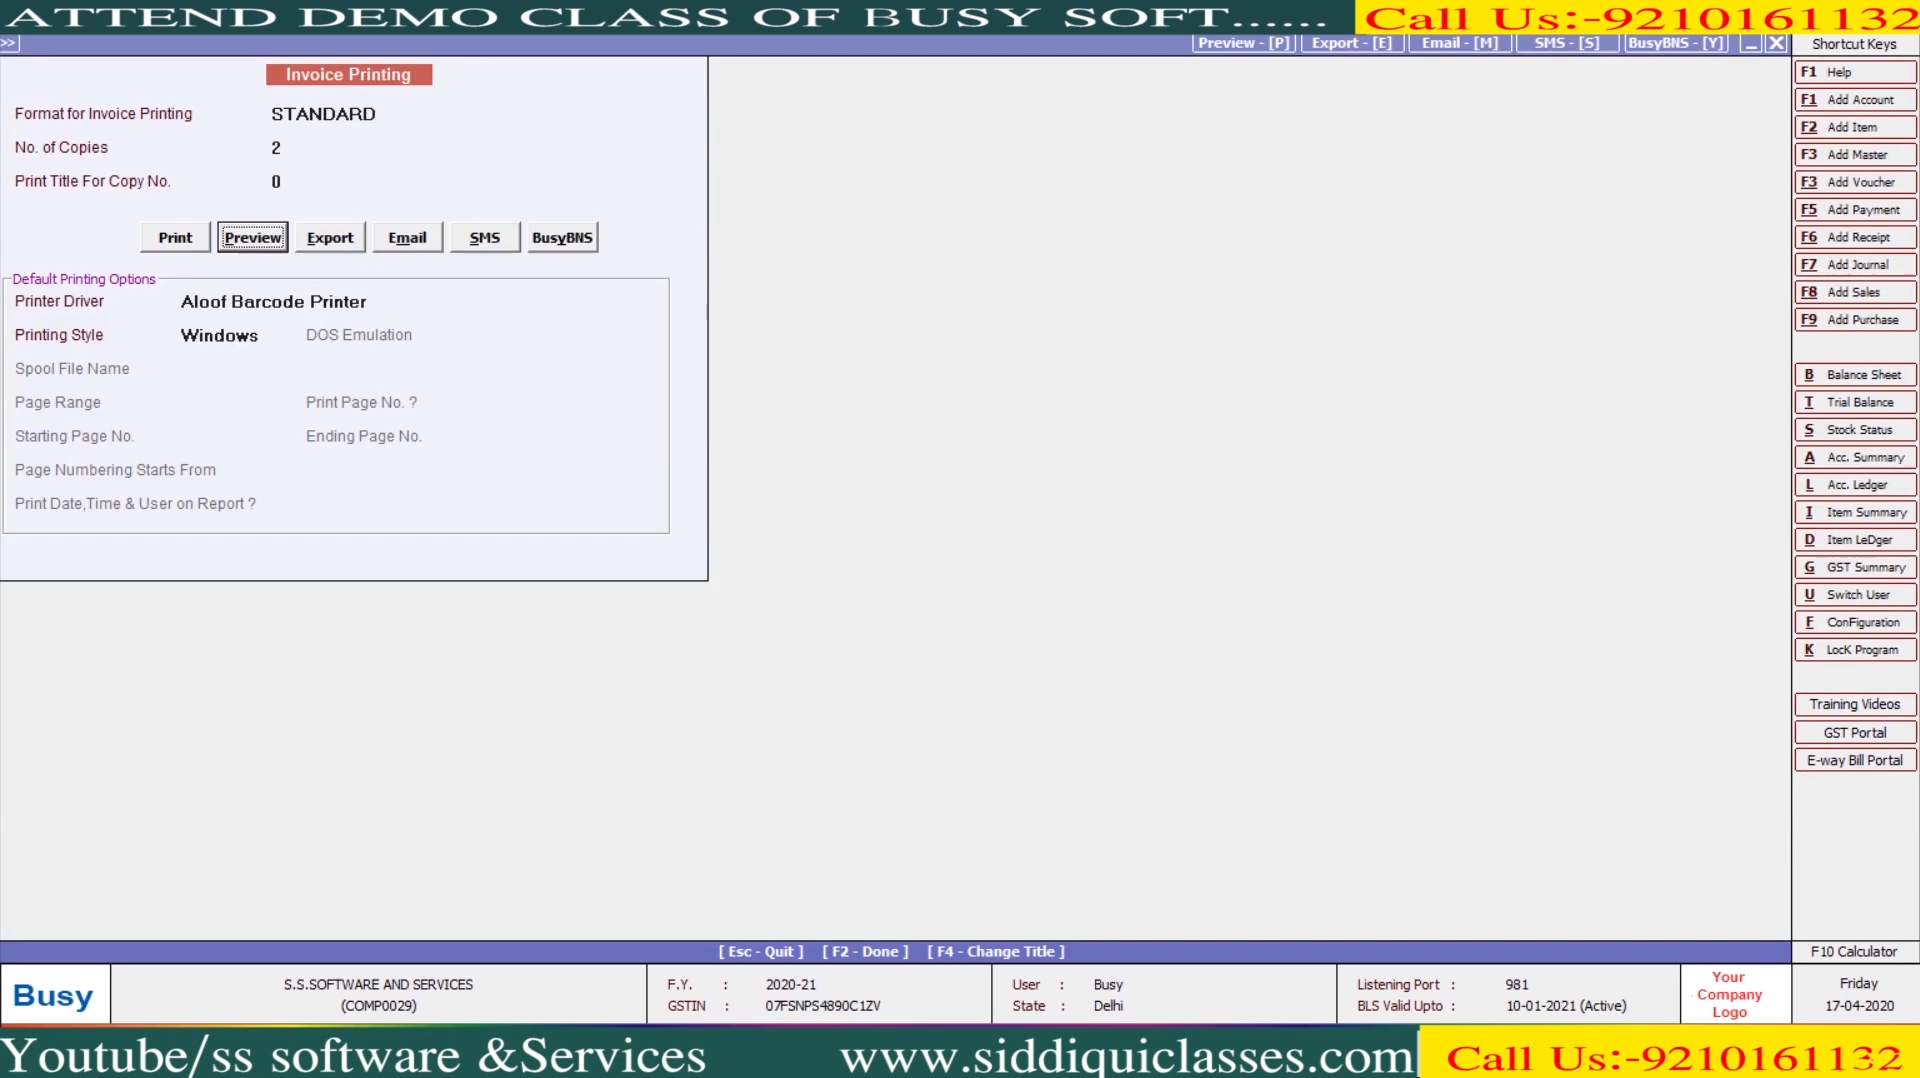 ATTEND DEMO CLASS OF BUSY SOFT...... Call Us:-9210161132
>> Preview - [P] Export - [E] Email - [M] SMS - [S] BusyBNS - [Y] _ X Shortcut Keys
Invoice Printing
Format for Invoice Printing STANDARD
No. of Copies 2
Print Title For Copy No. 0
Print Preview Export Email SMS BusyBNS
Default Printing Options
Printer Driver Aloof Barcode Printer
Printing Style Windows DOS Emulation
Spool File Name
Page Range Print Page No. ?
Starting Page No. Ending Page No.
Page Numbering Starts From
Print Date,Time & User on Report ?
F1 Help
F1 Add Account
F2 Add Item
F3 Add Master
F3 Add Voucher
F5 Add Payment
F6 Add Receipt
F7 Add Journal
F8 Add Sales
F9 Add Purchase
B Balance Sheet
T Trial Balance
S Stock Status
A Acc. Summary
L Acc. Ledger
I Item Summary
D Item LeDger
G GST Summary
U Switch User
F ConFiguration
K LocK Program
Training Videos
GST Portal
E-way Bill Portal
[ Esc - Quit ] [ F2 - Done ] [ F4 - Change Title ] F10 Calculator
Busy
S.S.SOFTWARE AND SERVICES
(COMP0029)
F.Y. : 2020-21
GSTIN : 07FSNPS4890C1ZV
User : Busy
State : Delhi
Listening Port : 981
BLS Valid Upto : 10-01-2021 (Active)
Your
Company
Logo
Friday
17-04-2020
Youtube/ss software &Services www.siddiquiclasses.com Call Us:-9210161132